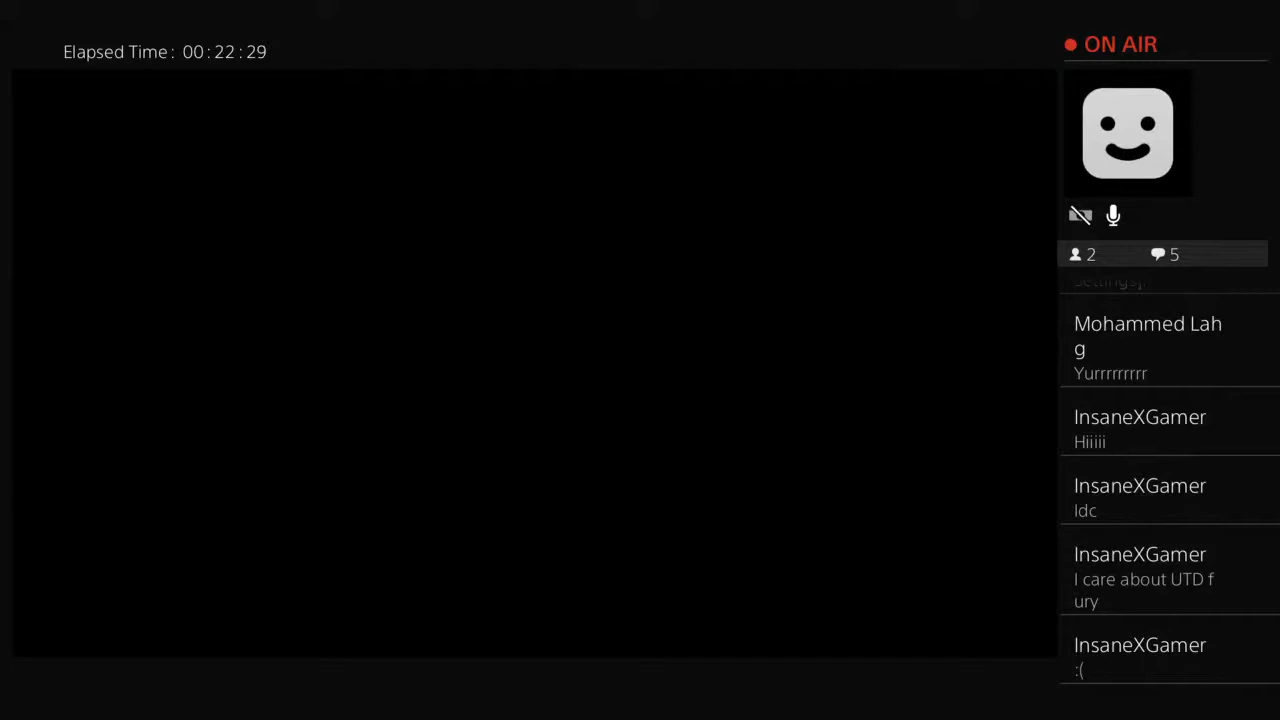 Elapsed Time: 00:22:29
ON AIR
2 5
Settings].
Mohammed Lah
g
Yurrrrrrrrr
InsaneXGamer
Hiiiii
InsaneXGamer
Idc
InsaneXGamer
I care about UTD f
ury
InsaneXGamer
:(